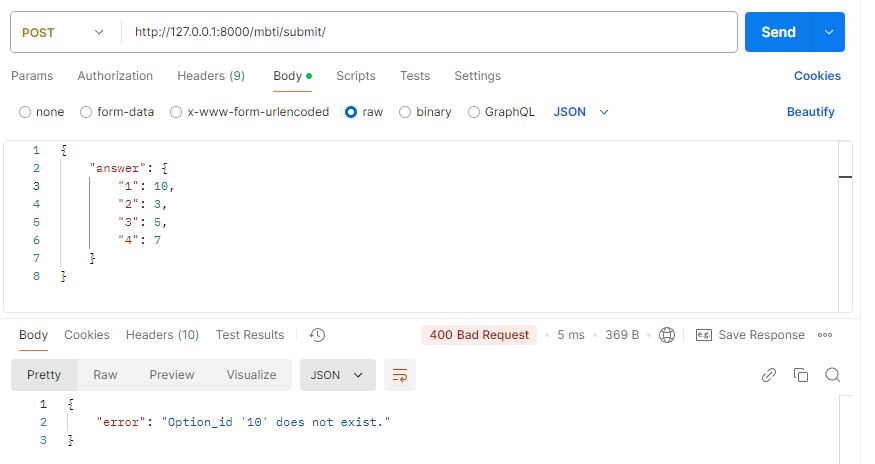 POST http://127.0.0.1:8000/mbti/submit/ Send
Params Authorization Headers (9) Body Scripts Tests Settings Cookies
none form-data x-www-form-urlencoded raw binary GraphQL JSON Beautify
1 {
2 "answer": {
3 "1": 10,
4 "2": 3,
5 "3": 5,
6 "4": 7
7 }
8 }
Body Cookies Headers (10) Test Results 400 Bad Request 5 ms 369 B e.g. Save Response
Pretty Raw Preview Visualize JSON
1 {
2 "error": "Option_id '10' does not exist."
3 }